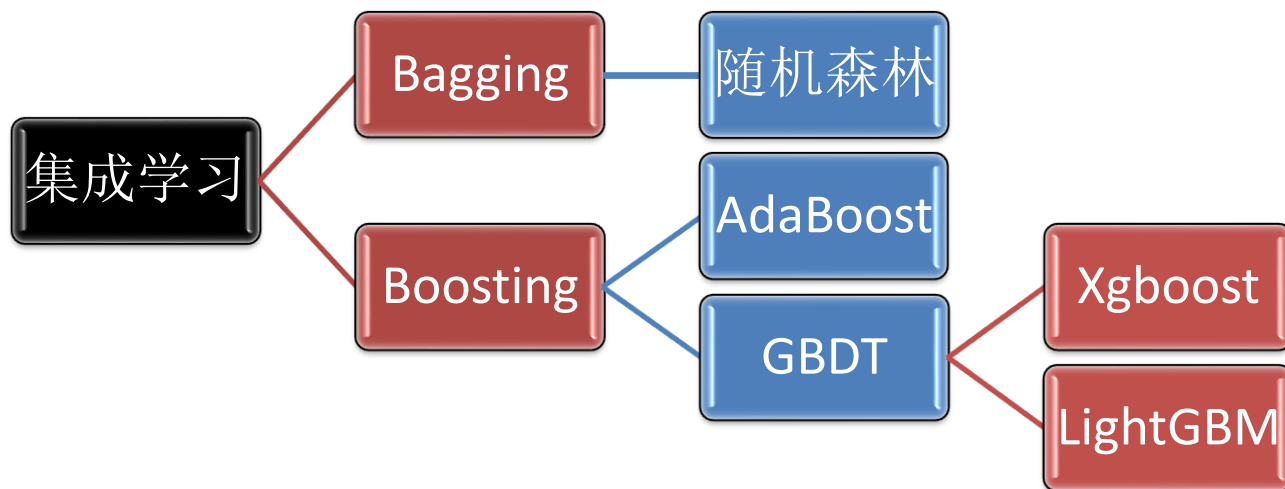 集成学习
Bagging
随机森林
Boosting
AdaBoost
GBDT
Xgboost
LightGBM